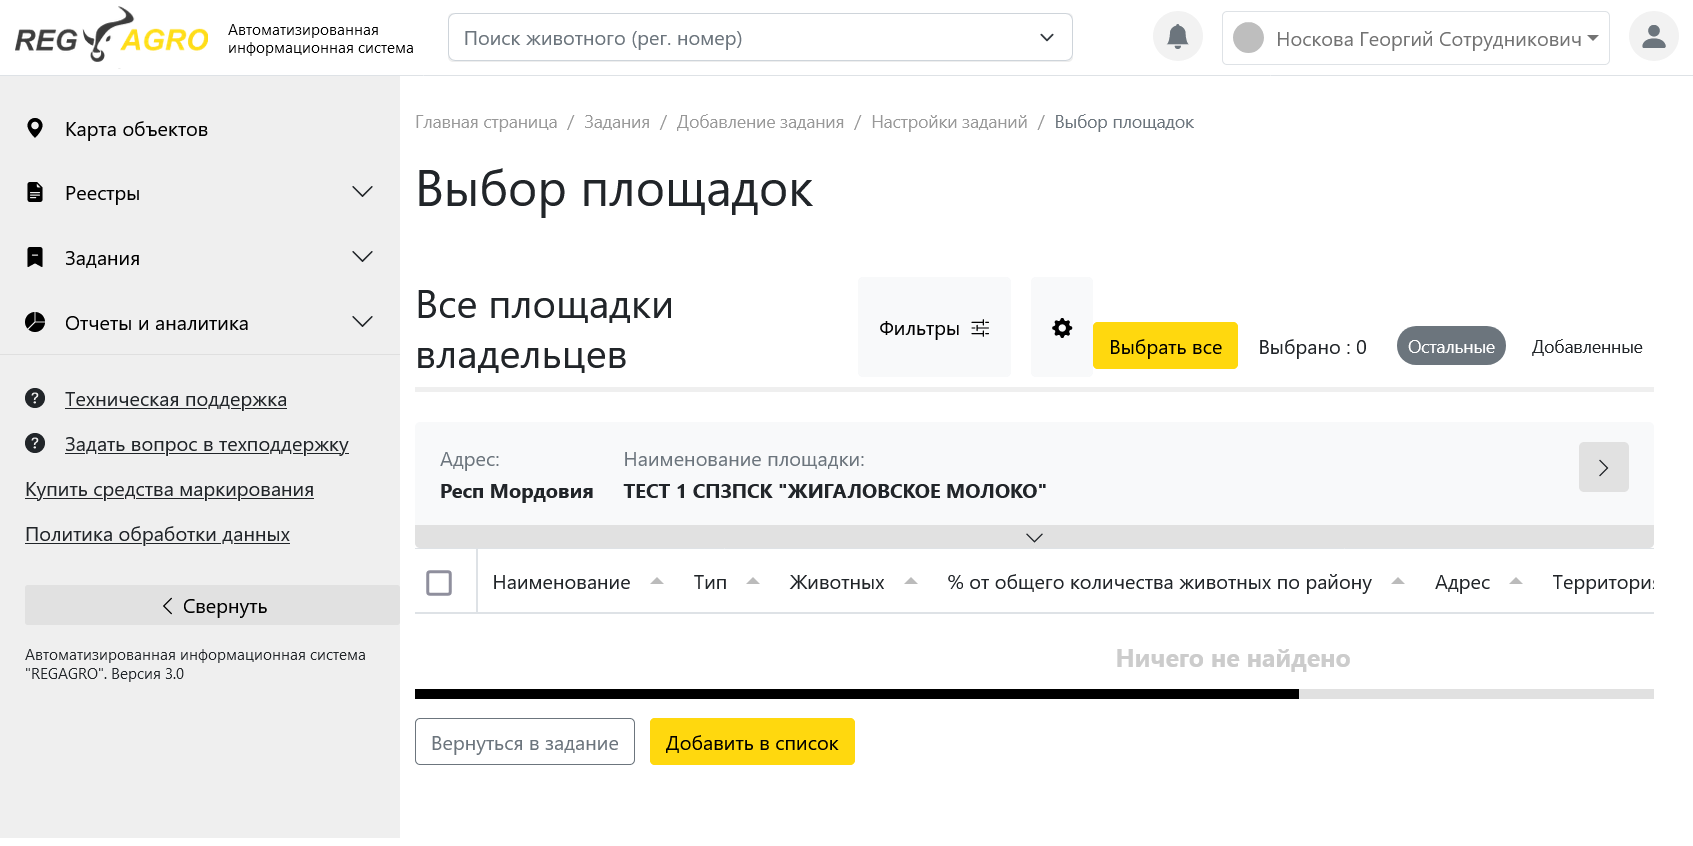 REG AGRO
Автоматизированная
информационная система
Поиск животного (рег. номер)
Носкова Георгий Сотрудникович
Карта объектов
Реестры
Задания
Отчеты и аналитика
Техническая поддержка
Задать вопрос в техподдержку
Купить средства маркирования
Политика обработки данных
Свернуть
Автоматизированная информационная система
"REGAGRO". Версия 3.0
Главная страница / Задания / Добавление задания / Настройки заданий / Выбор площадок
Выбор площадок
Все площадки
владельцев
Фильтры
Выбрать все
Выбрано : 0
Остальные
Добавленные
Адрес:
Респ Мордовия
Наименование площадки:
ТЕСТ 1 СПЗПСК "ЖИГАЛОВСКОЕ МОЛОКО"
Наименование Тип Животных % от общего количества животных по району Адрес Территория
Ничего не найдено
Вернуться в задание
Добавить в список